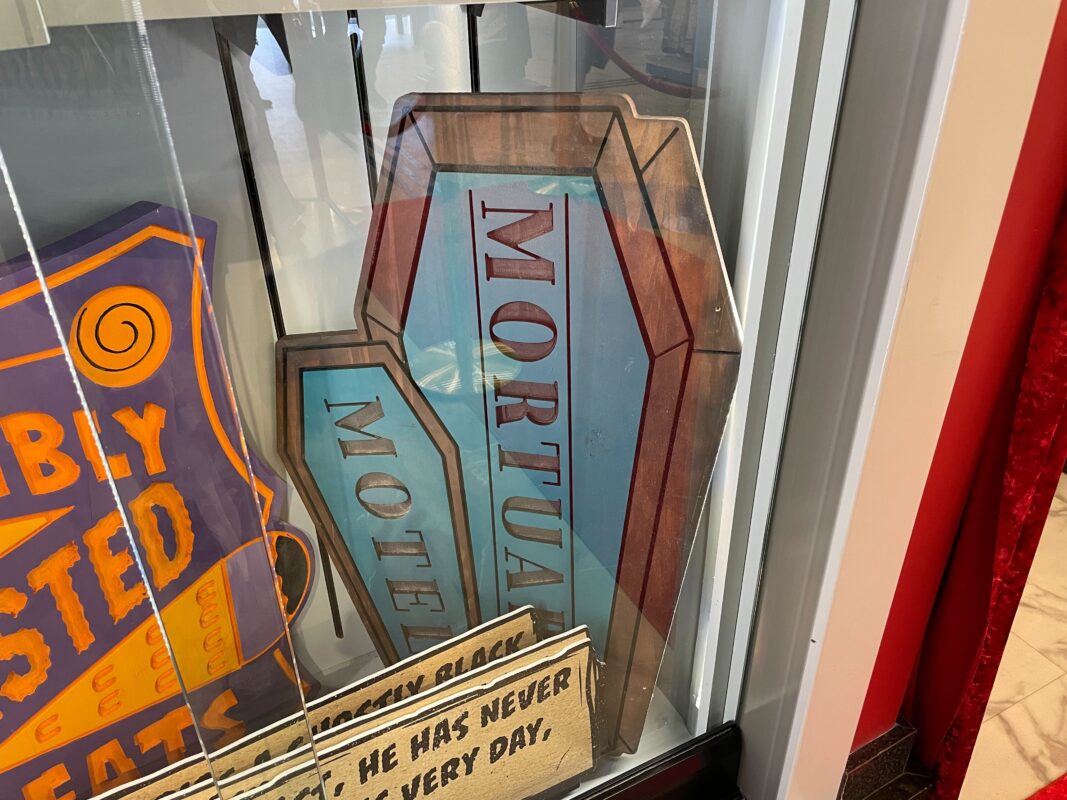 BLY
STED
EATS
MORTUA
MOTEL
GHOSTLY BLACK
HE HAS NEVER
VERY DAY,